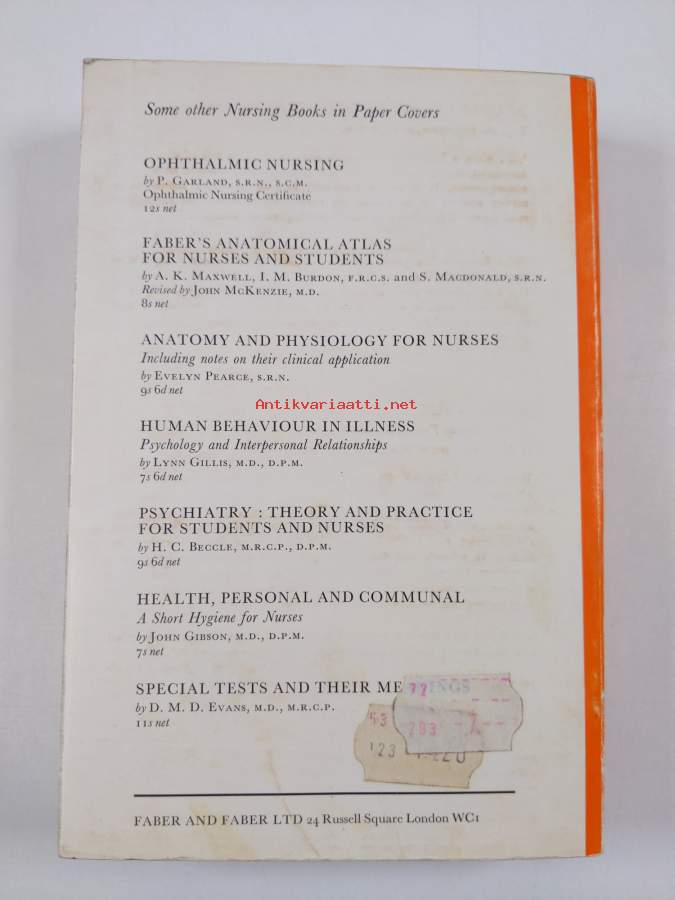 Some other Nursing Books in Paper Covers
OPHTHALMIC NURSING
by P. GARLAND, S.R.N., S.C.M.
Ophthalmic Nursing Certificate
12s net
FABER'S ANATOMICAL ATLAS
FOR NURSES AND STUDENTS
by A. K. MAXWELL, I. M. BURDON, F.R.C.S. and S. MACDONALD, S.R.N.
Revised by JOHN MCKENZIE, M.D.
8s net
ANATOMY AND PHYSIOLOGY FOR NURSES
Including notes on their clinical application
by EVELYN PEARCE, S.R.N.
9s 6d net
Antikvariaatti.net
HUMAN BEHAVIOUR IN ILLNESS
Psychology and Interpersonal Relationships
by LYNN GILLIS, M.D., D.P.M.
7s 6d net
PSYCHIATRY : THEORY AND PRACTICE
FOR STUDENTS AND NURSES
by H. C. BECCLE, M.R.C.P., D.P.M.
9s 6d net
HEALTH, PERSONAL AND COMMUNAL
A Short Hygiene for Nurses
by JOHN GIBSON, M.D., D.P.M.
7s net
SPECIAL TESTS AND THEIR MEANINGS
by D. M. D. EVANS, M.D., M.R.C.P.
11s net
FABER AND FABER LTD 24 Russell Square London WC1